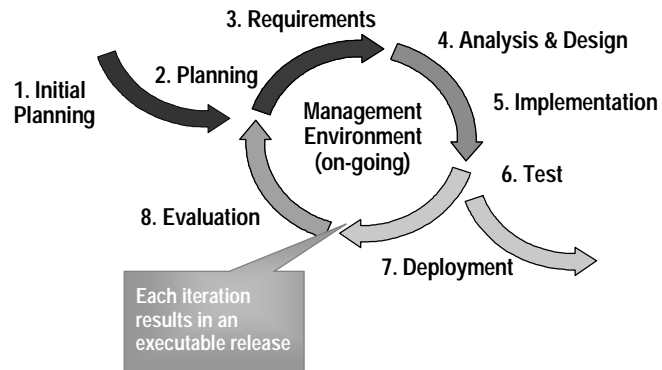 1. Initial
Planning
2. Planning
3. Requirements
4. Analysis & Design
5. Implementation
6. Test
7. Deployment
8. Evaluation
Management
Environment
(on-going)
Each iteration
results in an
executable release